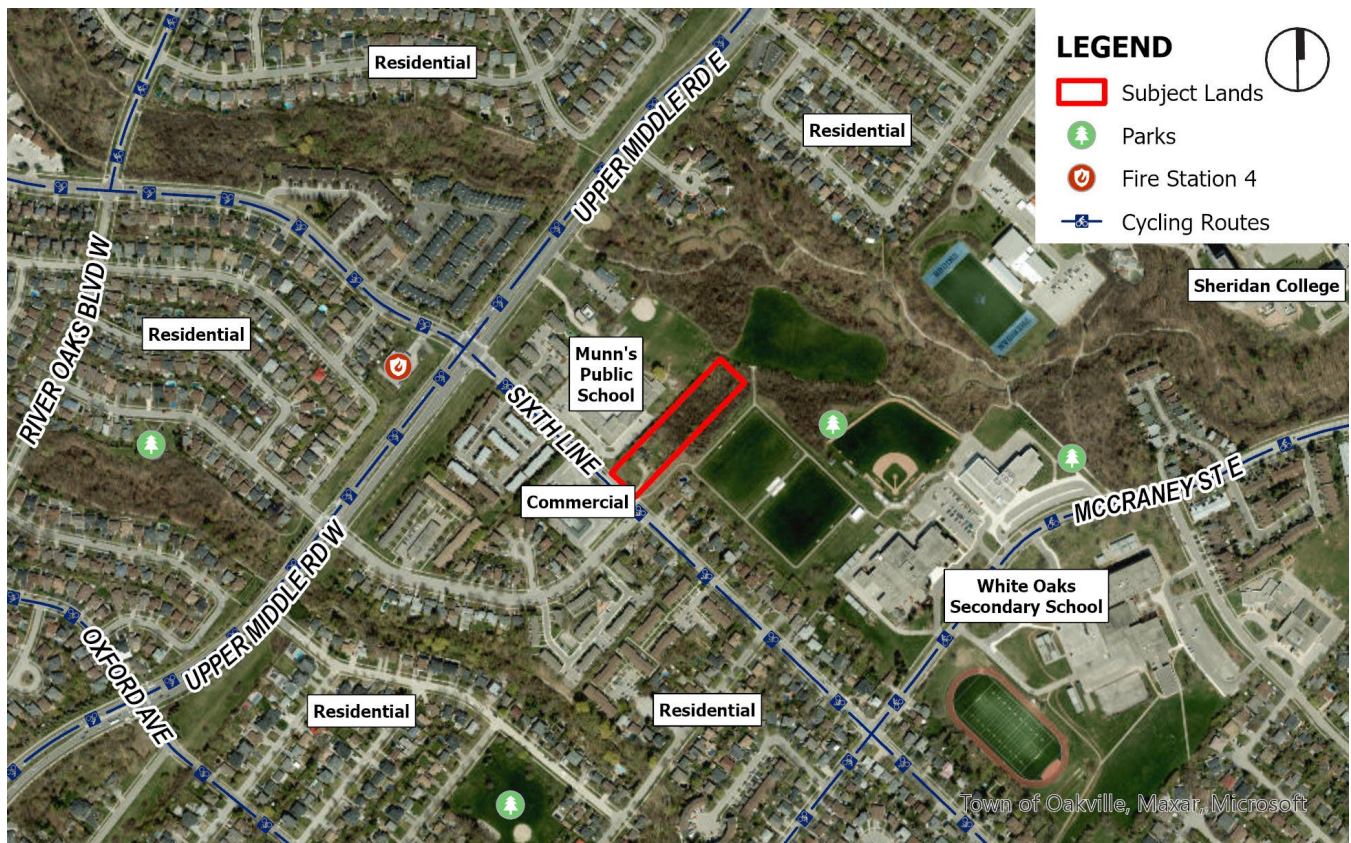 LEGEND
Subject Lands
Parks
Fire Station 4
Cycling Routes
Residential
UPPER MIDDLE RD E
Residential
Sheridan College
RIVER OAKS BLVD W
Residential
Munn's
Public
School
SIXTH LINE
Commercial
MCCRANEY ST E
White Oaks
Secondary School
UPPER MIDDLE RD W
OXFORD AVE
Residential
Residential
Town of Oakville, Maxar, Microsoft